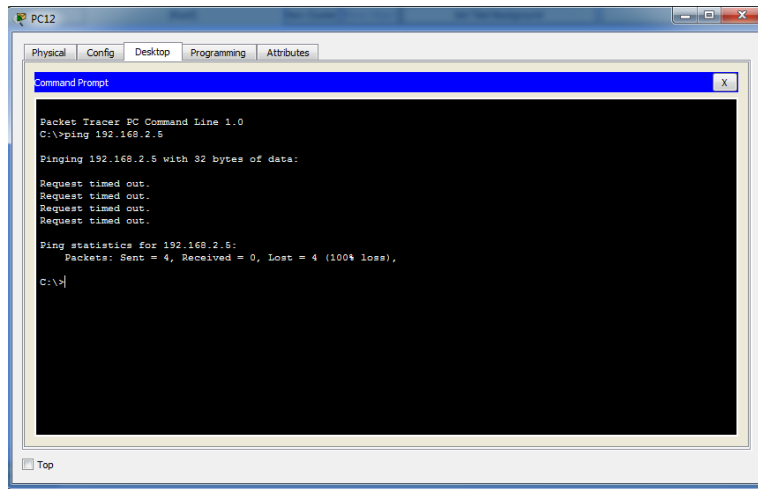 PC12
Physical Config Desktop Programming Attributes
Command Prompt
X
Packet Tracer PC Command Line 1.0
C:\>ping 192.168.2.5
Pinging 192.168.2.5 with 32 bytes of data:
Request timed out.
Request timed out.
Request timed out.
Request timed out.
Ping statistics for 192.168.2.5:
Packets: Sent = 4, Received = 0, Lost = 4 (100% loss),
C:\>
Top